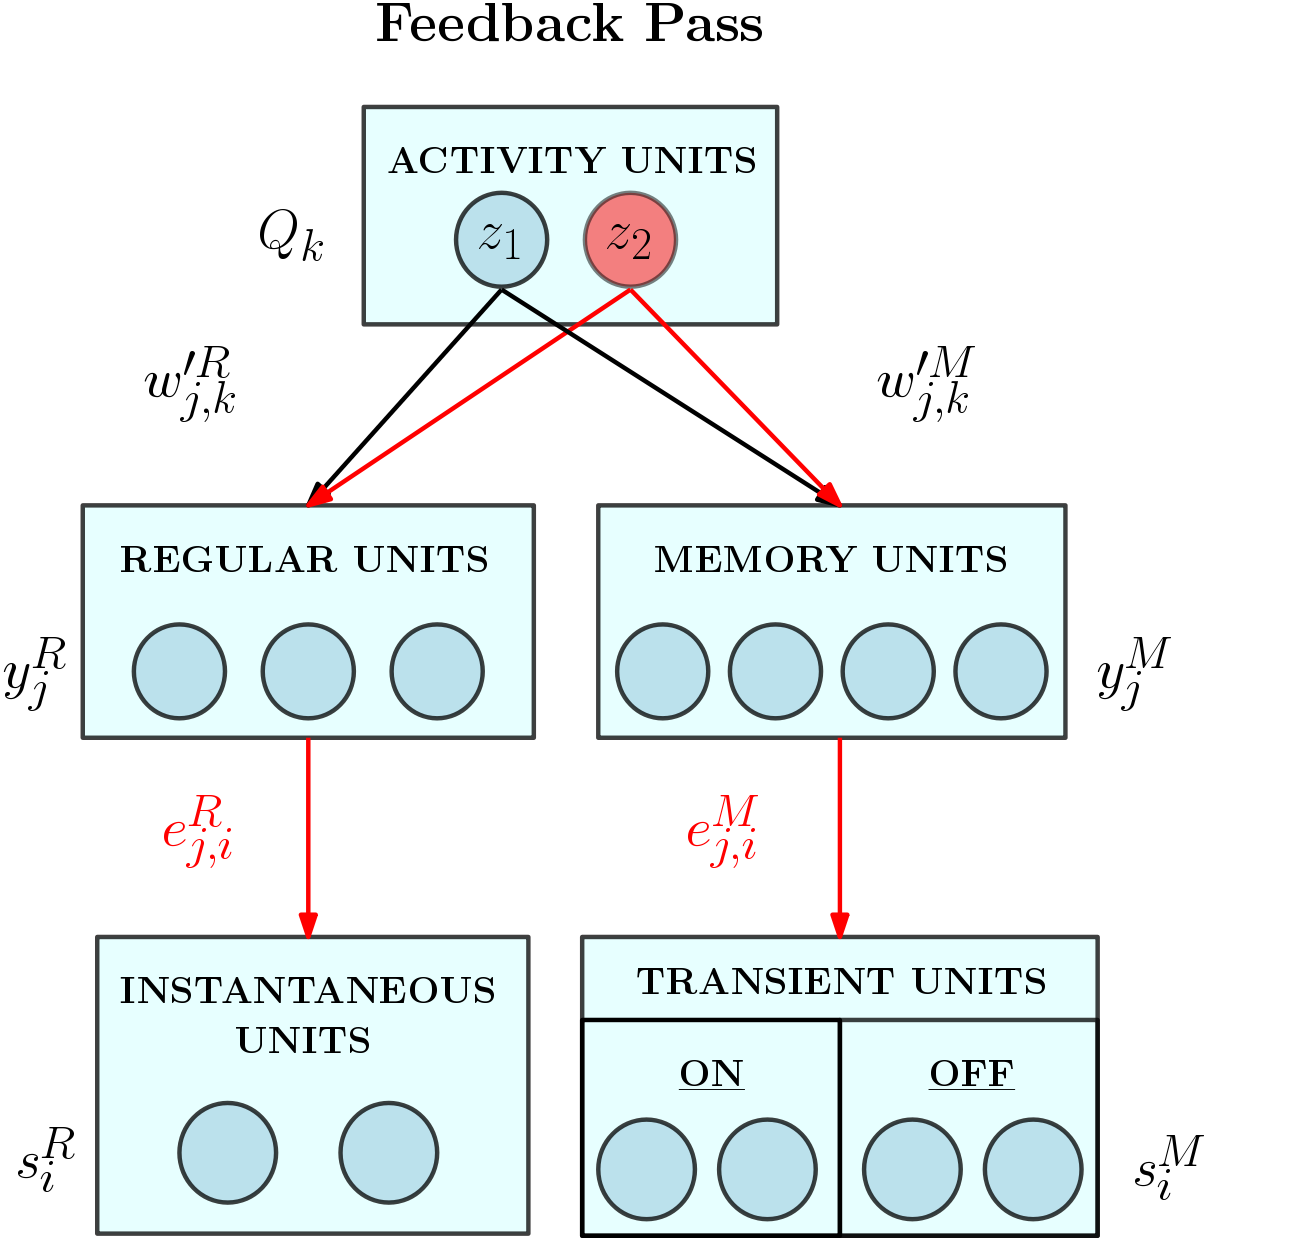 Feedback Pass
ACTIVITY UNITS
Q_k
z_1 z_2
w'^R_{j,k} w'^M_{j,k}
REGULAR UNITS
MEMORY UNITS
y^R_j y^M_j
e^R_{j,i} e^M_{j,i}
INSTANTANEOUS
UNITS
TRANSIENT UNITS
ON OFF
s^R_i s^M_i